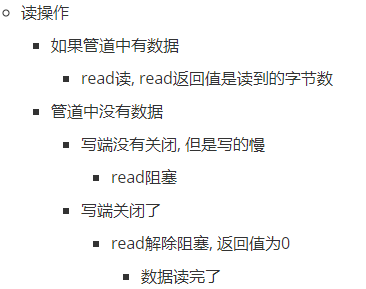 读操作
如果管道中有数据
read读, read返回值是读到的字节数
管道中没有数据
写端没有关闭, 但是写的慢
read阻塞
写端关闭了
read解除阻塞, 返回值为0
数据读完了